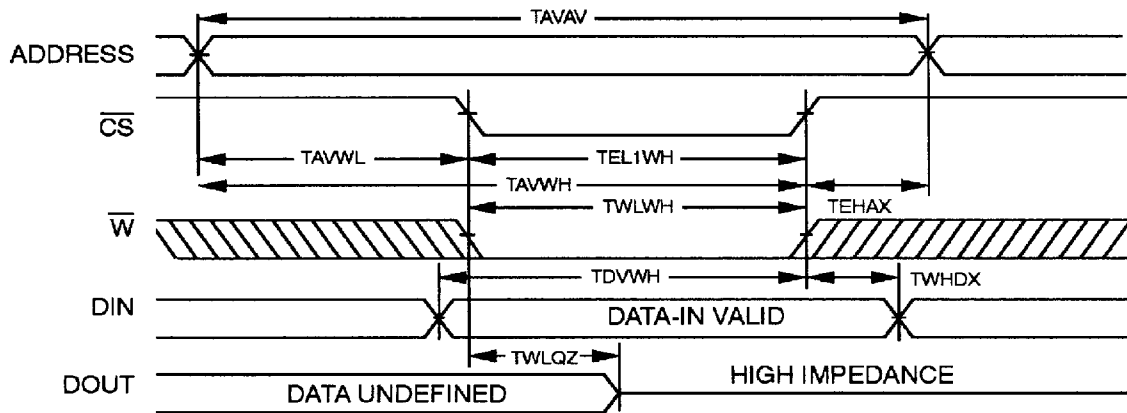 TAVAV
ADDRESS
CS
TAVWL
TEL1WH
TAVWH
TWLWH
TEHAX
W
TDVWH
TWHDX
DIN
DATA-IN VALID
TWLQZ
DOUT
DATA UNDEFINED
HIGH IMPEDANCE